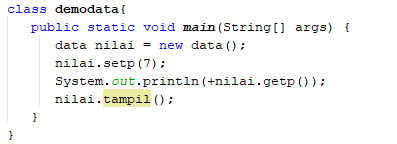 class demodata{
public static void main(String[] args) {
data nilai = new data();
nilai.setp(7);
System.out.println(+nilai.getp());
nilai.tampil();
}
}